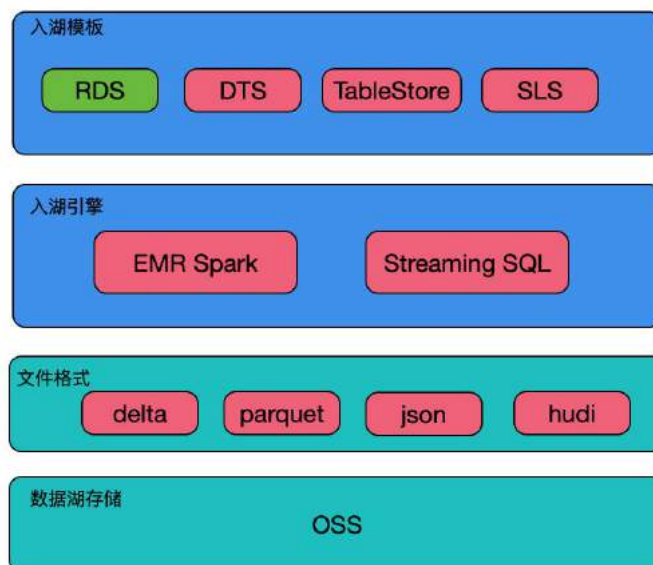 入湖模板
RDS DTS TableStore SLS
入湖引擎
EMR Spark Streaming SQL
文件格式
delta parquet json hudi
数据湖存储
OSS